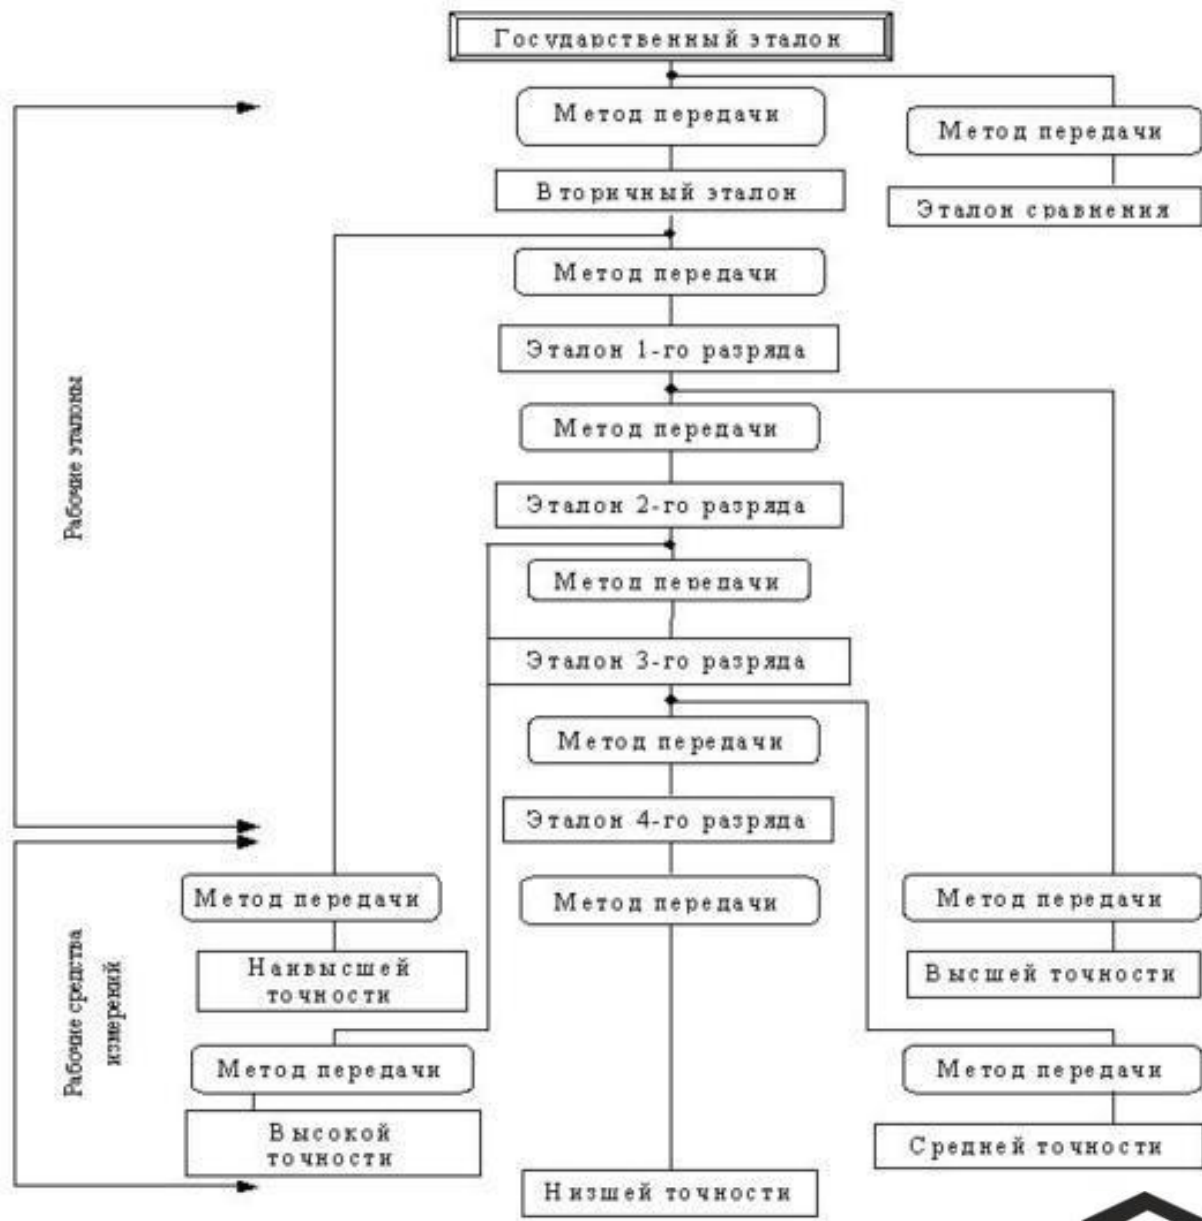 Государственный эталон
Метод передачи
Метод передачи
Вторичный эталон
Эталон сравнения
Метод передачи
Эталон 1-го разряда
Метод передачи
Рабочие эталоны
Эталон 2-го разряда
Метод передачи
Эталон 3-го разряда
Метод передачи
Эталон 4-го разряда
Метод передачи
Метод передачи
Метод передачи
Рабочие средства
измерений
Наивысшей
точности
Высшей точности
Метод передачи
Метод передачи
Высокой
точности
Средней точности
Низшей точности